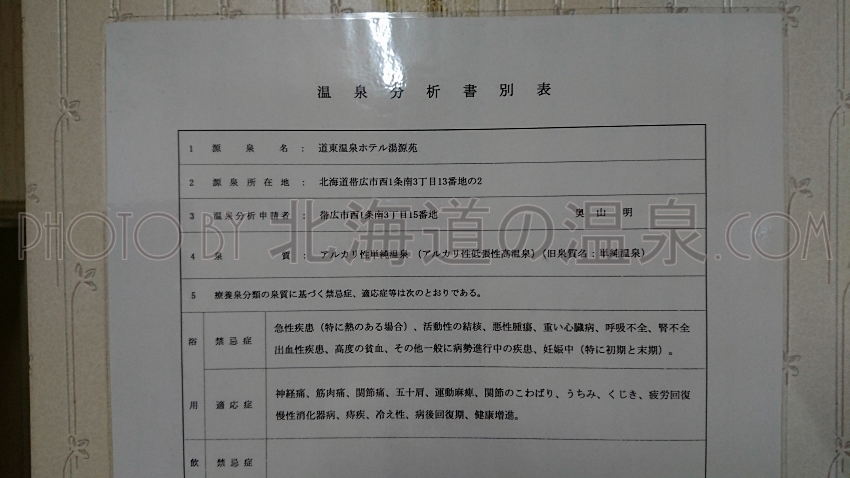 温泉分析書別表
1 源泉名 : 道東温泉ホテル湯源苑
2 源泉所在地 : 北海道帯広市西1条南3丁目13番地の2
3 温泉分析申請者 : 帯広市西1条南3丁目15番地 奥山明
4 泉質 : アルカリ性単純温泉（アルカリ性低張性高温泉）（旧泉質名：単純温泉）
5 療養泉分類の泉質に基づく禁忌症、適応症等は次のとおりである。
浴用
禁忌症
急性疾患（特に熱のある場合）、活動性の結核、悪性腫瘍、重い心臓病、呼吸不全、腎不全
出血性疾患、高度の貧血、その他一般に病勢進行中の疾患、妊娠中（特に初期と末期）。
適応症
神経痛、筋肉痛、関節痛、五十肩、運動麻痺、関節のこわばり、うちみ、くじき、疲労回復
慢性消化器病、痔疾、冷え性、病後回復期、健康増進。
飲 禁忌症
PHOTO BY 北海道の温泉.COM